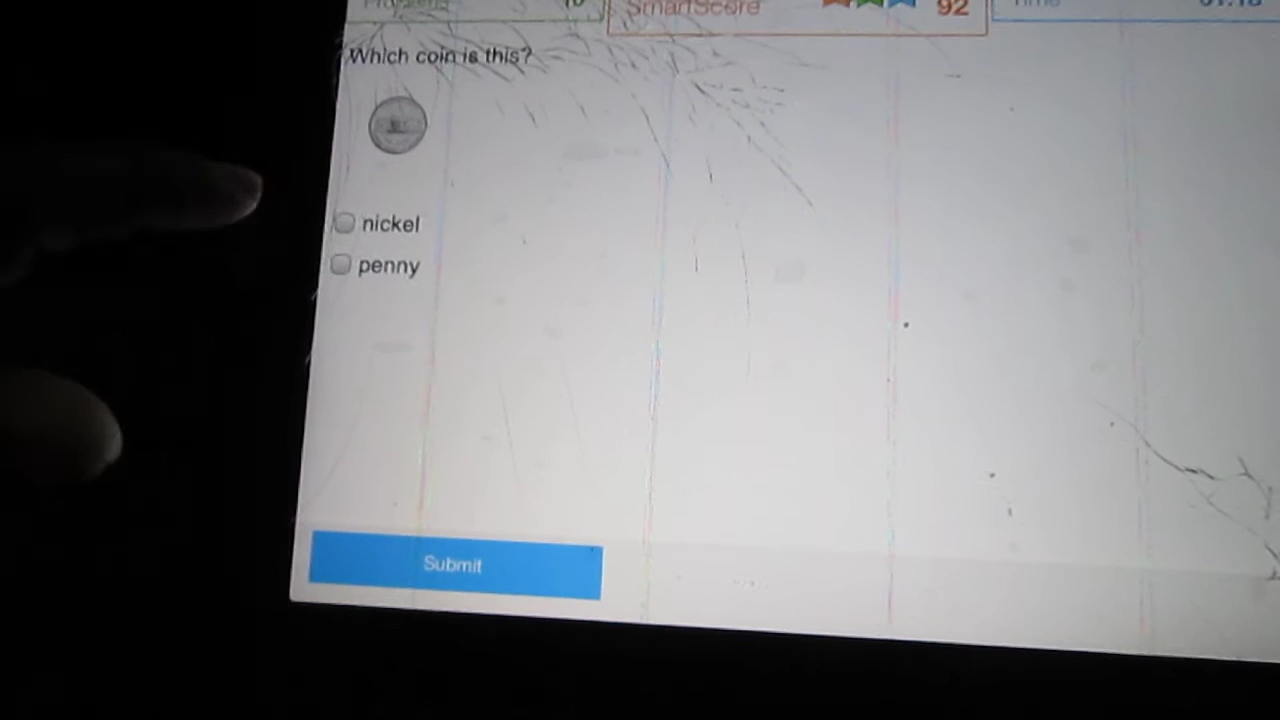 SmartScore 92
Which coin is this?
nickel
penny
Submit